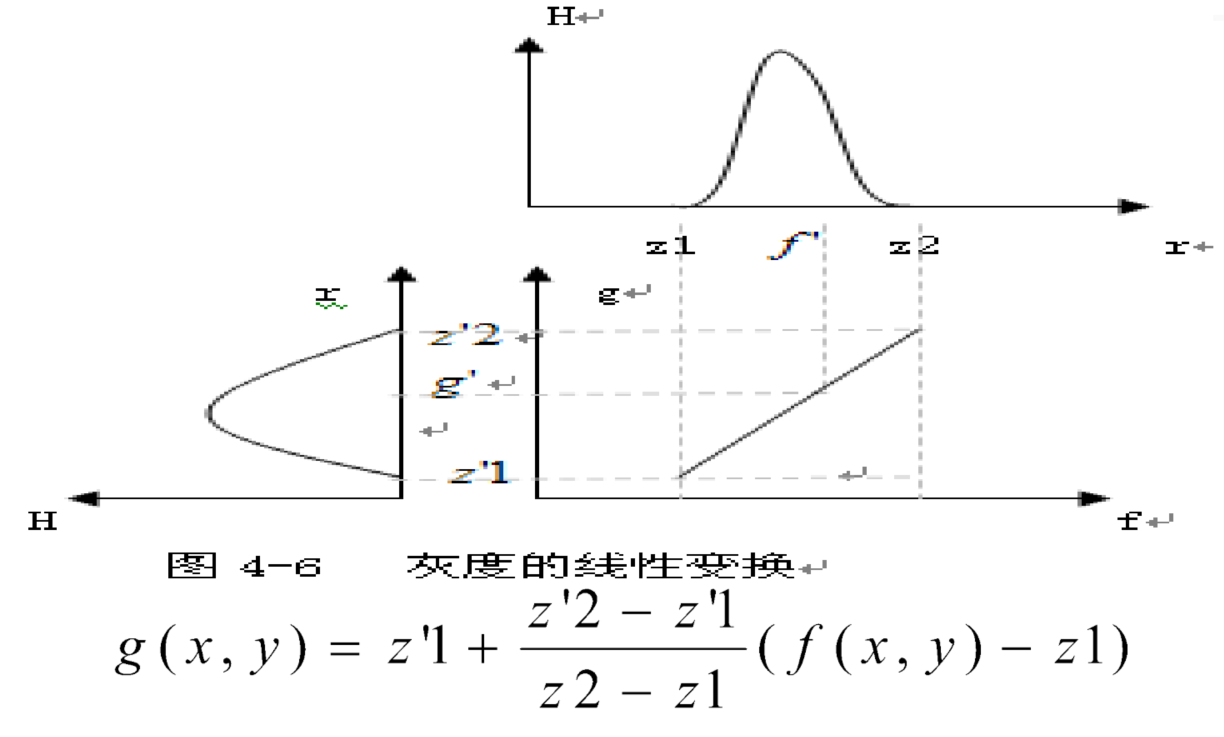 H↵
z1 f' z2 r↵
r g↵
z'2↵
g'↵
↵
z'1 ↵
H f↵
图 4-6 灰度的线性变换↵
g(x, y) = z'1 + \frac{z'2 − z'1}{z2 − z1}(f(x, y) − z1)